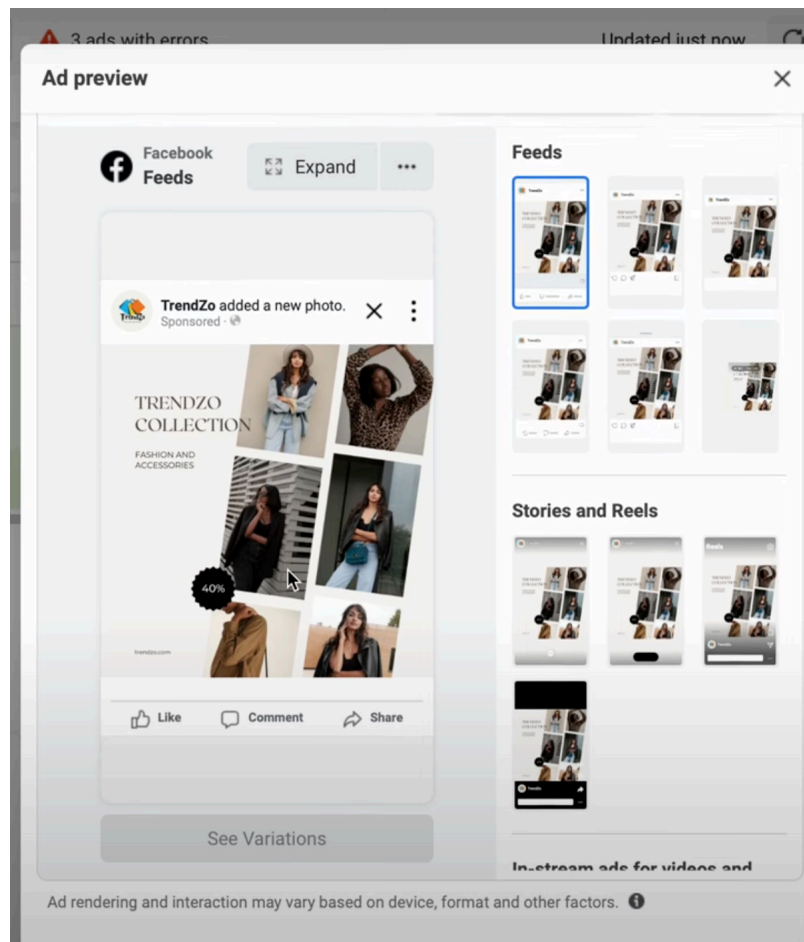 3 ads with errors
Updated just now
Ad preview
Facebook
Feeds
Expand
TrendZo added a new photo.
Sponsored
TRENDZO
COLLECTION
FASHION AND
ACCESSORIES
40%
trendzo.com
Like
Comment
Share
See Variations
Feeds
Stories and Reels
Reels
In-stream ads for videos and
Ad rendering and interaction may vary based on device, format and other factors.